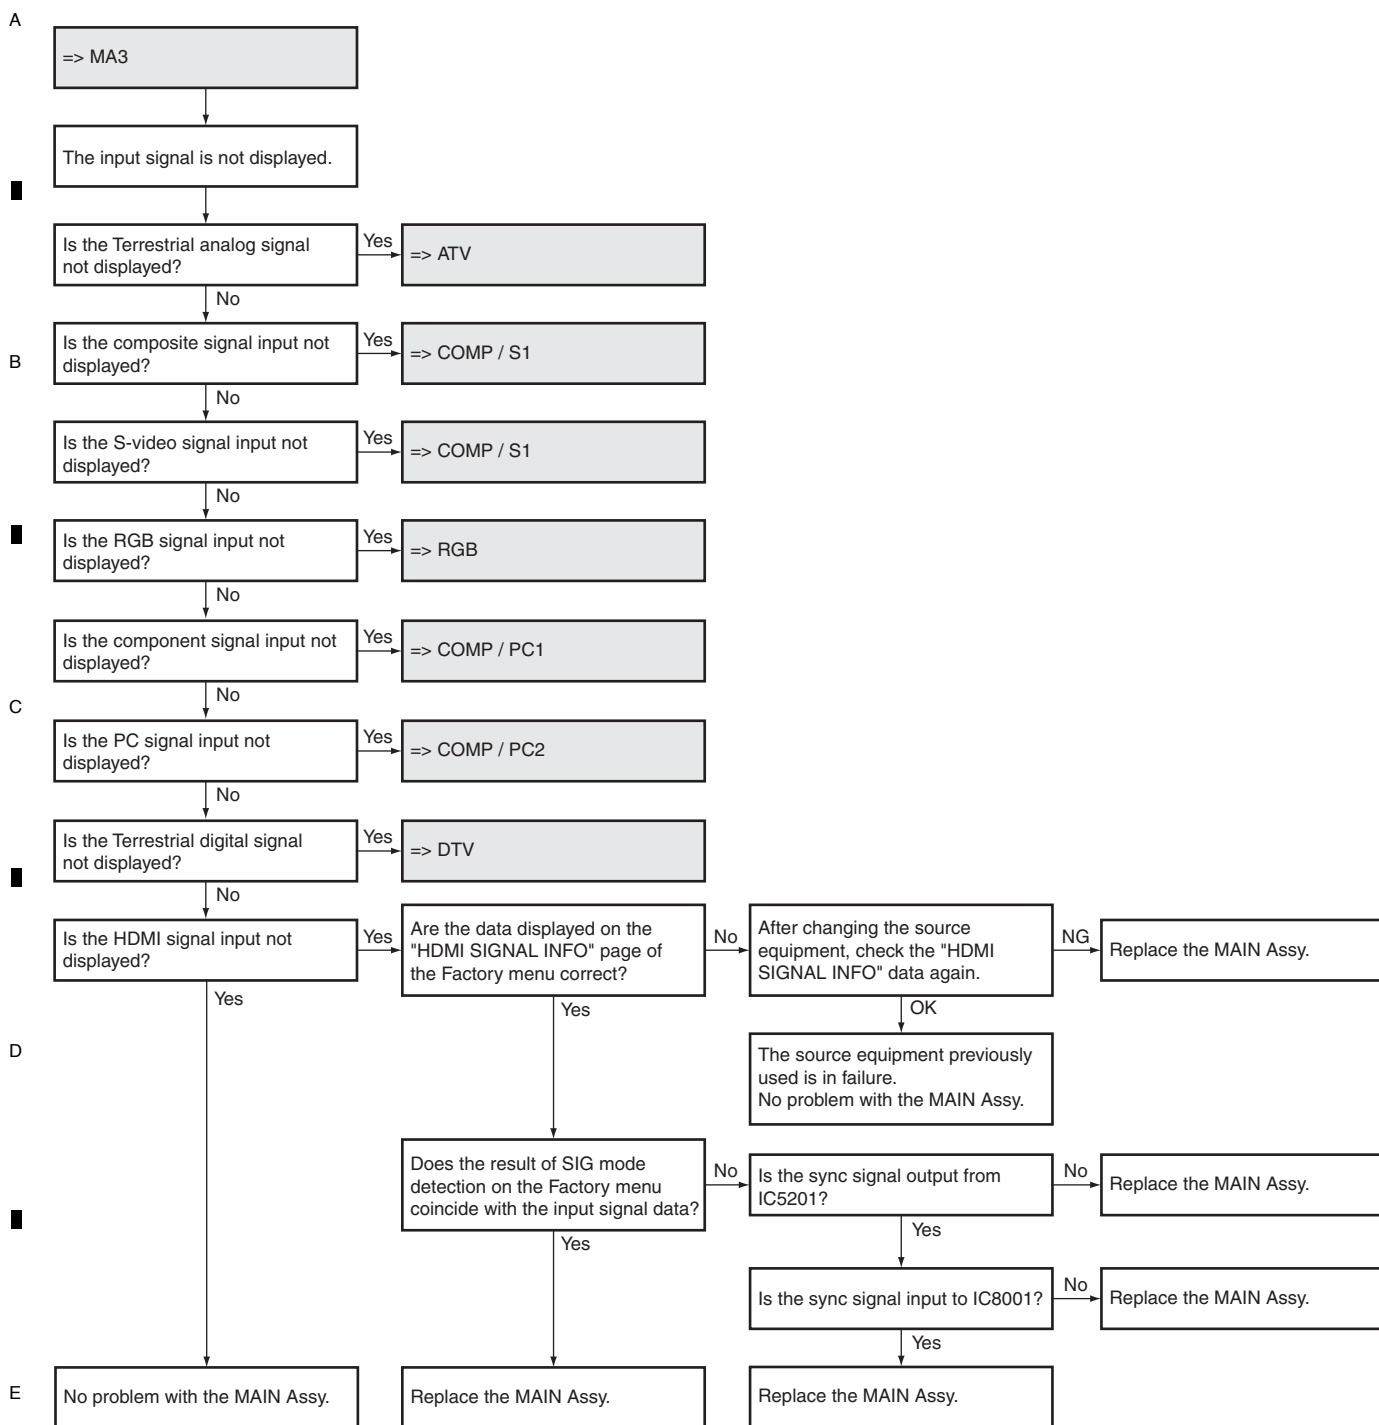 A
=> MA3
The input signal is not displayed.
Is the Terrestrial analog signal
not displayed?
Yes
=> ATV
No
Is the composite signal input not
displayed?
Yes
=> COMP / S1
B
No
Is the S-video signal input not
displayed?
Yes
=> COMP / S1
No
Is the RGB signal input not
displayed?
Yes
=> RGB
No
Is the component signal input not
displayed?
Yes
=> COMP / PC1
No
C
Is the PC signal input not
displayed?
Yes
=> COMP / PC2
No
Is the Terrestrial digital signal
not displayed?
Yes
=> DTV
No
Is the HDMI signal input not
displayed?
Yes
Are the data displayed on the
"HDMI SIGNAL INFO" page of
the Factory menu correct?
No
After changing the source
equipment, check the "HDMI
SIGNAL INFO" data again.
NG
Replace the MAIN Assy.
Yes
Yes
OK
D
The source equipment previously
used is in failure.
No problem with the MAIN Assy.
Does the result of SIG mode
detection on the Factory menu
coincide with the input signal data?
No
Is the sync signal output from
IC5201?
No
Replace the MAIN Assy.
Yes
Yes
Is the sync signal input to IC8001?
No
Replace the MAIN Assy.
Yes
E
No problem with the MAIN Assy.
Replace the MAIN Assy.
Replace the MAIN Assy.